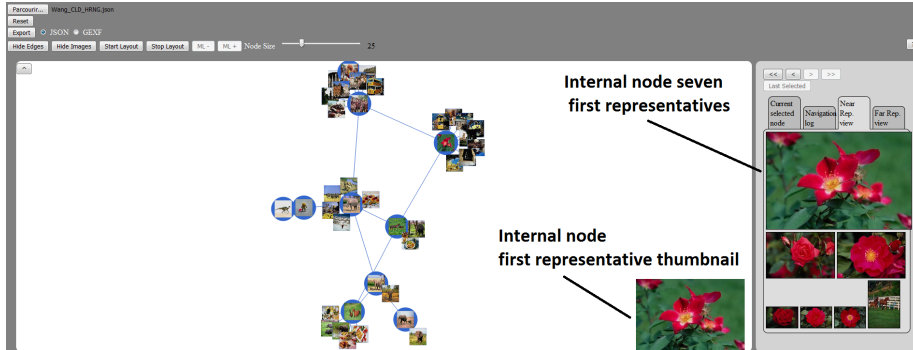 Parcourir... Wang_CLD_HRNG.json
Reset
Export JSON GEXF
Hide Edges Hide Images Start Layout Stop Layout ML - ML + Node Size 25
Internal node seven
first representatives
Internal node
first representative thumbnail
<< < > >>
Last Selected
Current
selected
node
Navigation
log
Near
Rep.
view
Far Rep.
view